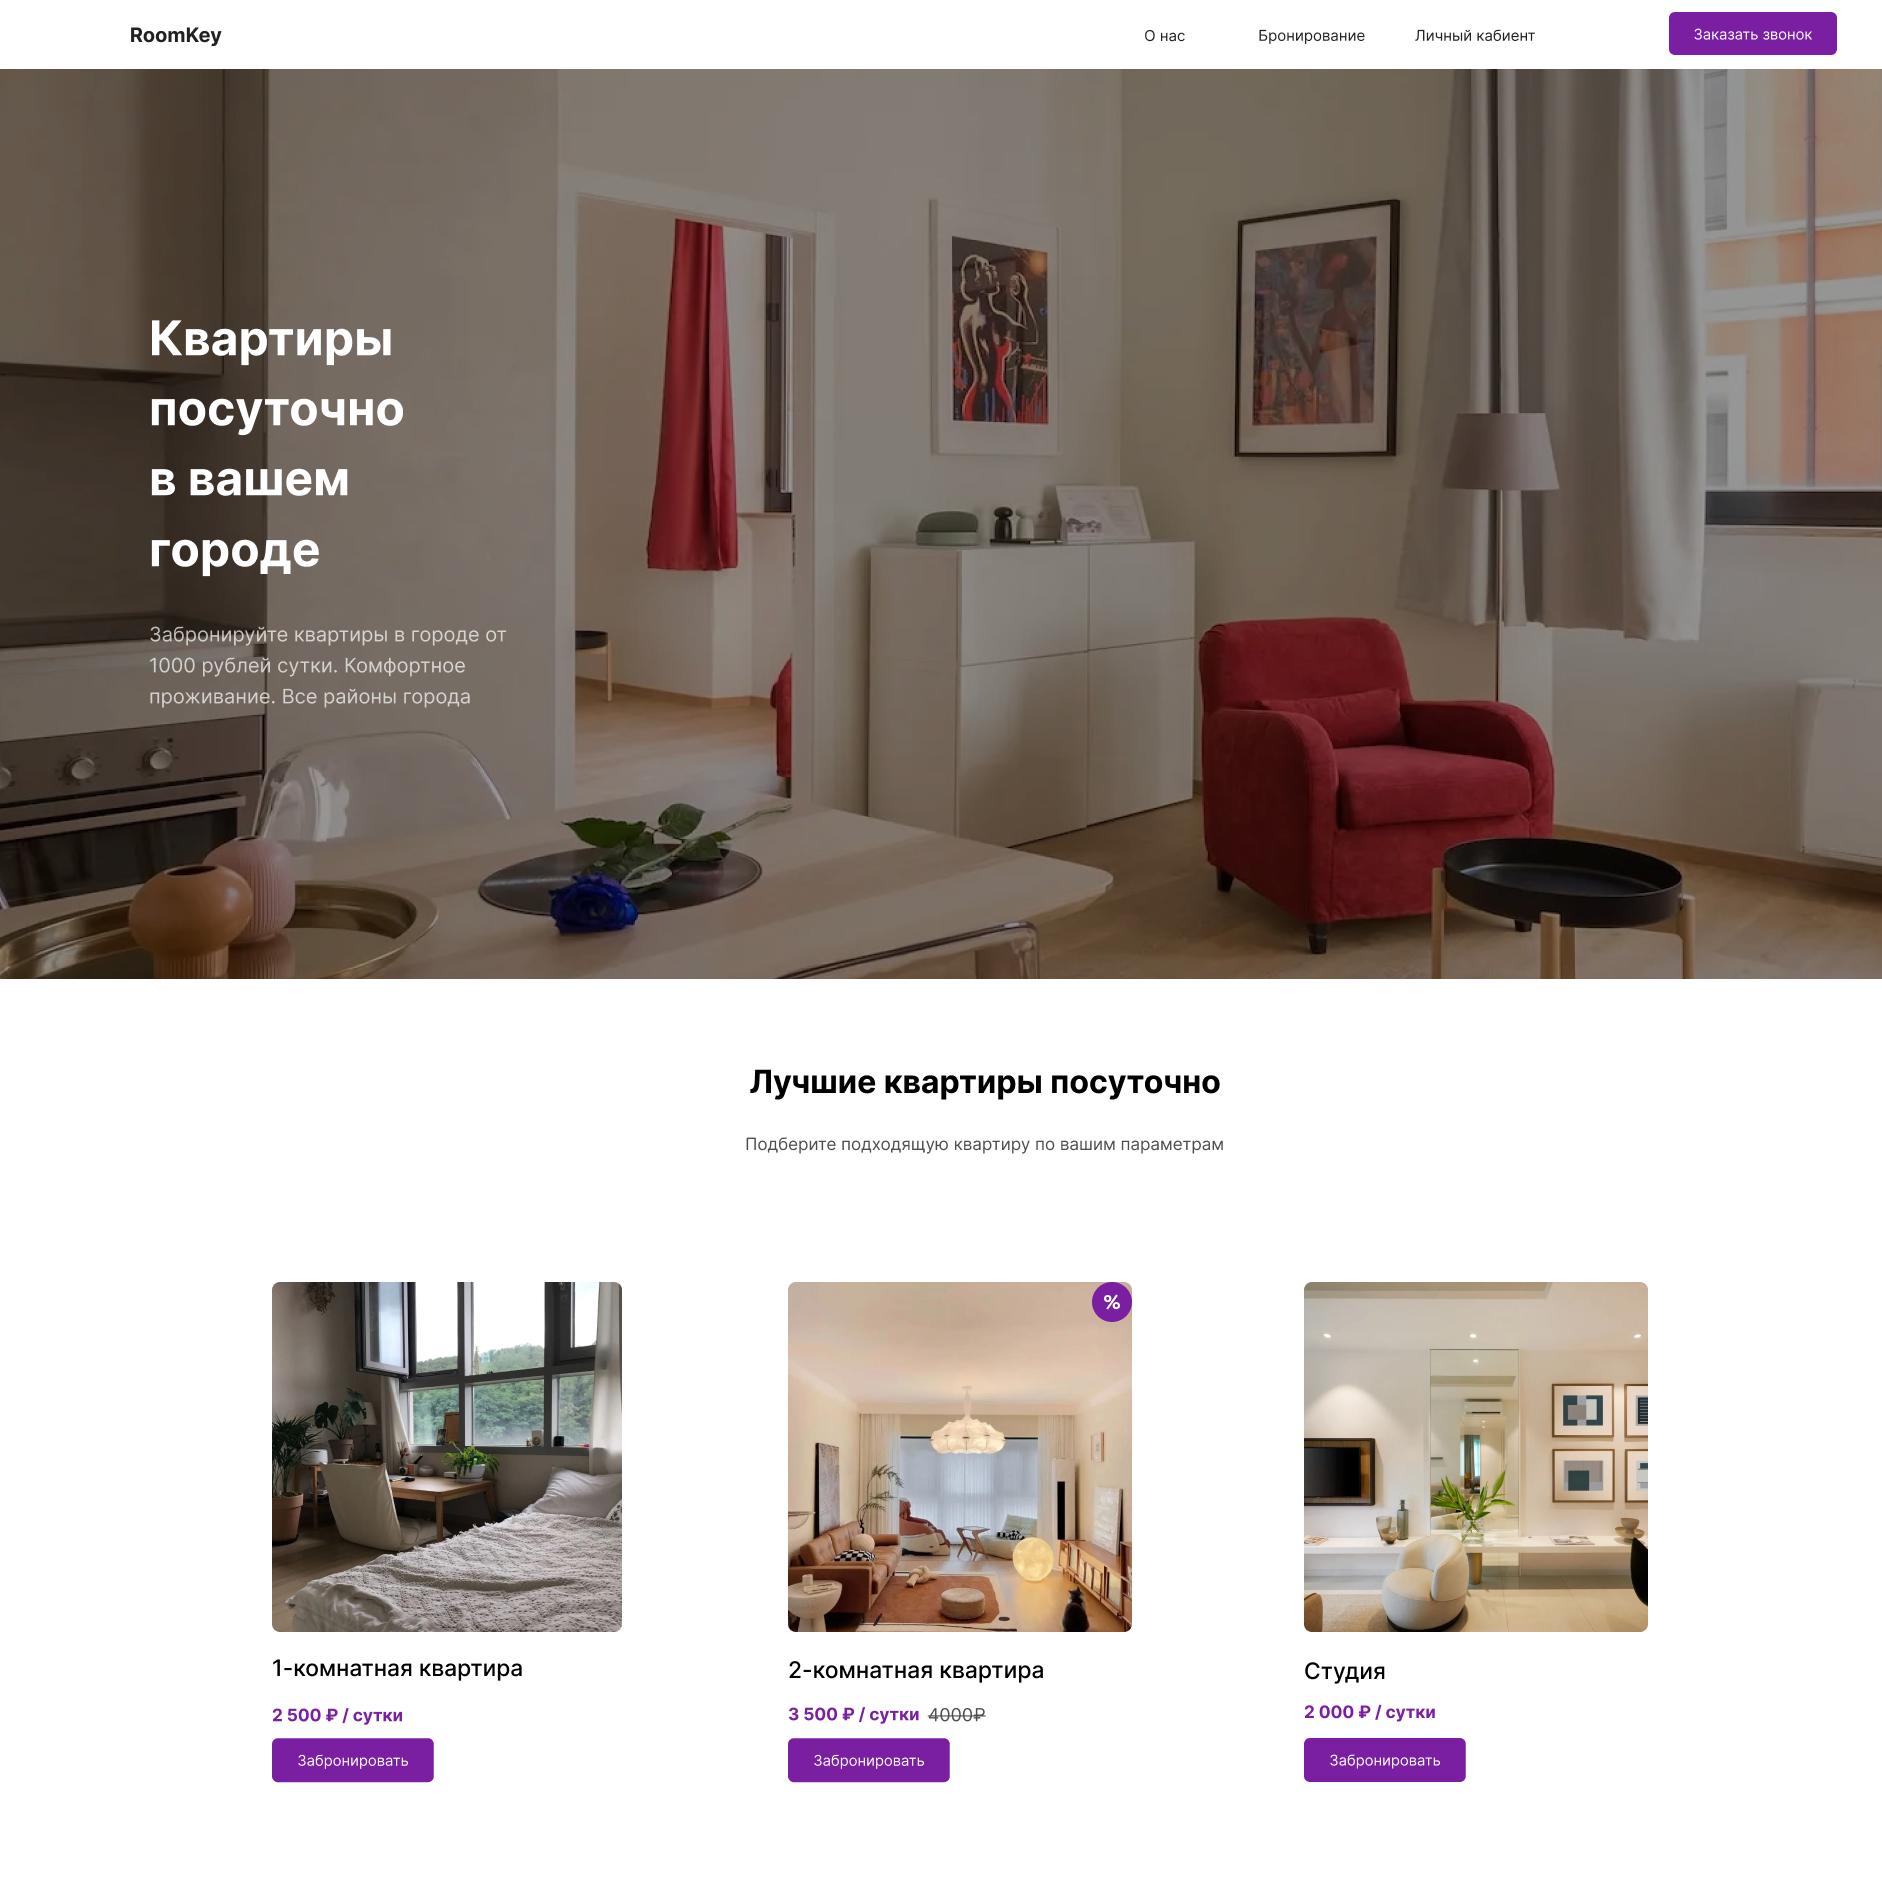 RoomKey
О нас
Бронирование
Личный кабиент
Заказать звонок
Квартиры
посуточно
в вашем
городе
Забронируйте квартиры в городе от
1000 рублей сутки. Комфортное
проживание. Все районы города
Лучшие квартиры посуточно
Подберите подходящую квартиру по вашим параметрам
%
1-комнатная квартира
2 500 ₽ / сутки
Забронировать
2-комнатная квартира
3 500 ₽ / сутки 4000₽
Забронировать
Студия
2 000 ₽ / сутки
Забронировать